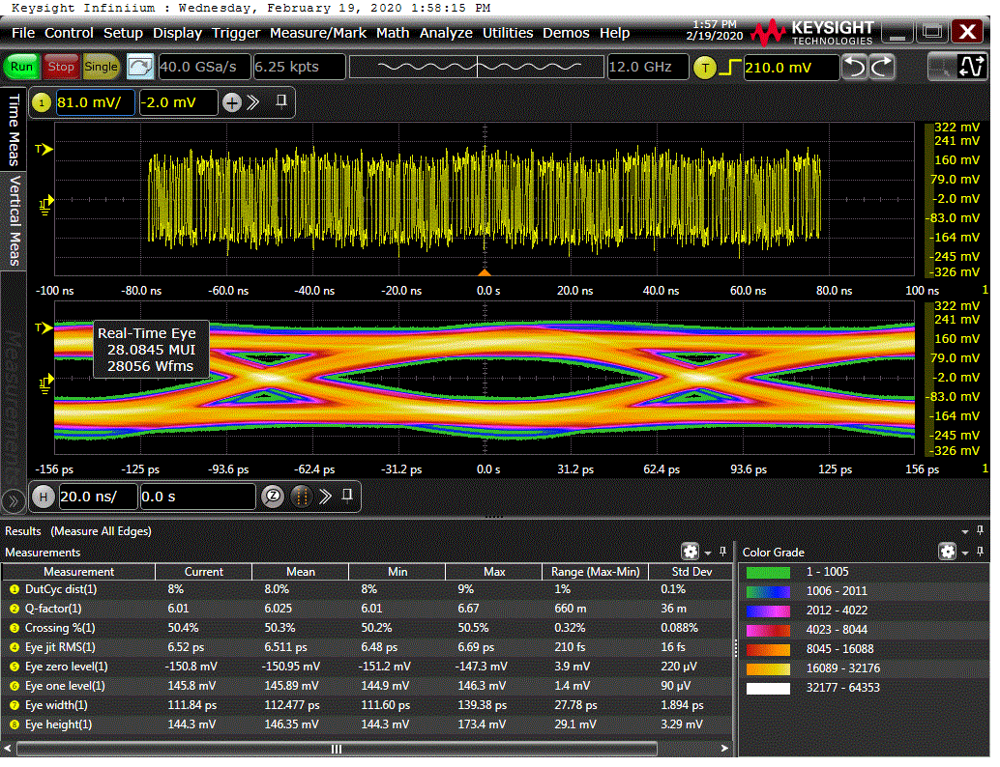 Keysight Infiniium : Wednesday, February 19, 2020 1:58:15 PM
File Control Setup Display Trigger Measure/Mark Math Analyze Utilities Demos Help
1:57 PM
2/19/2020
KEYSIGHT
TECHNOLOGIES
Run Stop Single 40.0 GSa/s 6.25 kpts 12.0 GHz T 210.0 mV
1 81.0 mV/ -2.0 mV
Time Meas
Vertical Meas
Measurements
T
1
322 mV
241 mV
160 mV
79.0 mV
-2.0 mV
-83.0 mV
-164 mV
-245 mV
-326 mV
-100 ns -80.0 ns -60.0 ns -40.0 ns -20.0 ns 0.0 s 20.0 ns 40.0 ns 60.0 ns 80.0 ns 100 ns 1
T
1
Real-Time Eye
28.0845 MUI
28056 Wfms
322 mV
241 mV
160 mV
79.0 mV
-2.0 mV
-83.0 mV
-164 mV
-245 mV
-326 mV
-156 ps -125 ps -93.6 ps -62.4 ps -31.2 ps 0.0 s 31.2 ps 62.4 ps 93.6 ps 125 ps 156 ps 1
H 20.0 ns/ 0.0 s Z
Results (Measure All Edges)
Measurements
Measurement Current Mean Min Max Range (Max-Min) Std Dev
1 DutCyc dist(1) 8% 8.0% 8% 9% 1% 0.1%
2 Q-factor(1) 6.01 6.025 6.01 6.67 660 m 36 m
3 Crossing %(1) 50.4% 50.3% 50.2% 50.5% 0.32% 0.088%
4 Eye jit RMS(1) 6.52 ps 6.511 ps 6.48 ps 6.69 ps 210 fs 16 fs
5 Eye zero level(1) -150.8 mV -150.95 mV -151.2 mV -147.3 mV 3.9 mV 220 µV
6 Eye one level(1) 145.8 mV 145.89 mV 144.9 mV 146.3 mV 1.4 mV 90 µV
7 Eye width(1) 111.84 ps 112.477 ps 111.60 ps 139.38 ps 27.78 ps 1.894 ps
8 Eye height(1) 144.3 mV 146.35 mV 144.3 mV 173.4 mV 29.1 mV 3.29 mV
Color Grade
1 - 1005
1006 - 2011
2012 - 4022
4023 - 8044
8045 - 16088
16089 - 32176
32177 - 64353